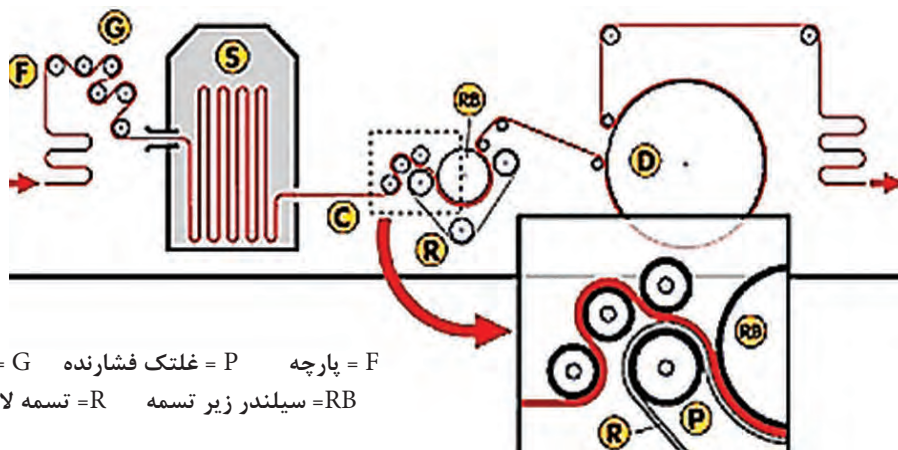 G
F
S
RB
D
C
R
RB
P
R
F = پارچه P = غلتک فشارنده G =
RB= سیلندر زیر تسمه R= تسمه